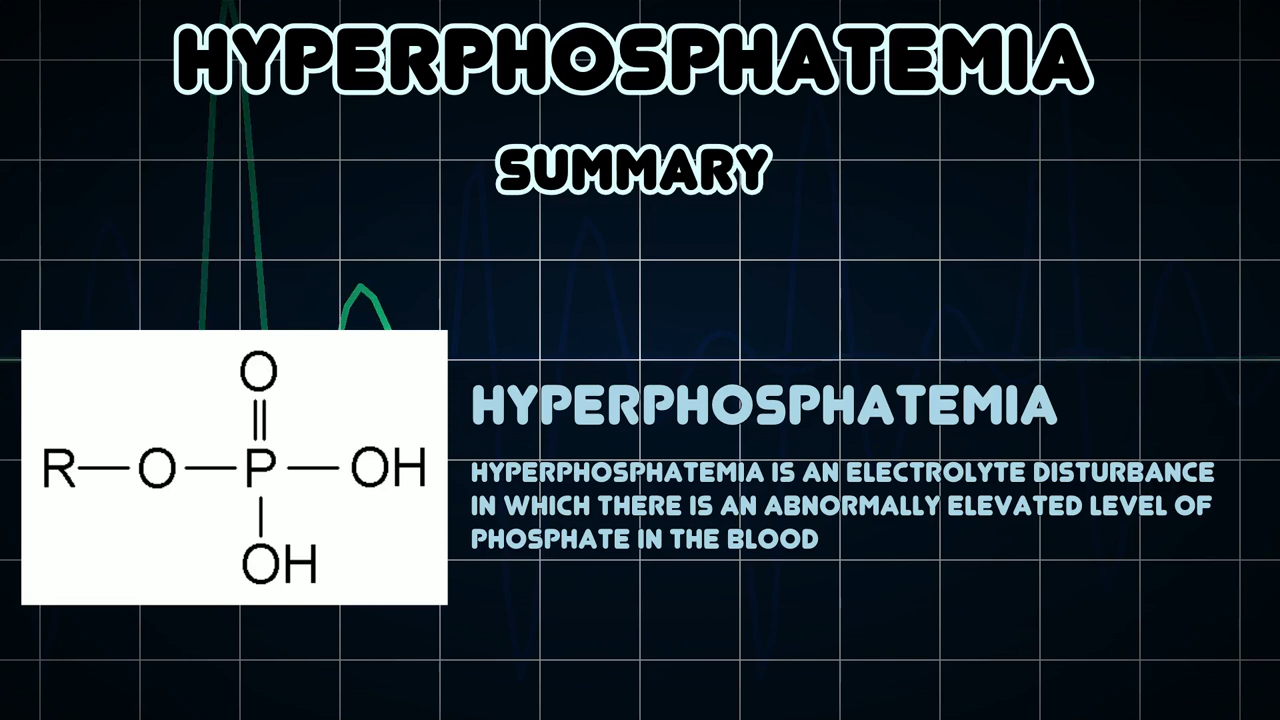 HYPERPHOSPHATEMIA
SUMMARY
O
R O P OH
OH
HYPERPHOSPHATEMIA
HYPERPHOSPHATEMIA IS AN ELECTROLYTE DISTURBANCE
IN WHICH THERE IS AN ABNORMALLY ELEVATED LEVEL OF
PHOSPHATE IN THE BLOOD